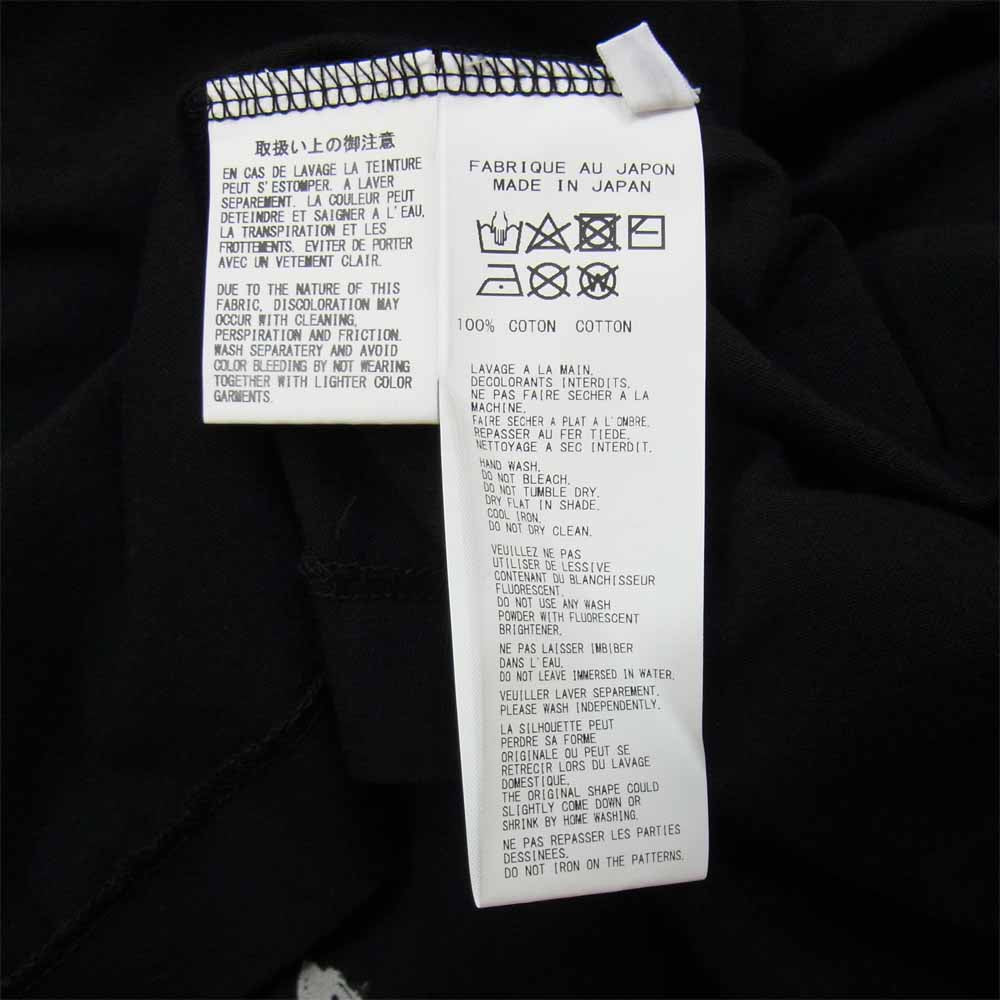 取扱い上の御注意
EN CAS DE LAVAGE LA TEINTURE
PEUT S'ESTOMPER. A LAVER
SEPAREMENT. LA COULEUR PEUT
DETEINDRE ET SAIGNER A L'EAU,
LA TRANSPIRATION ET LES
FROTTEMENTS. EVITER DE PORTER
AVEC UN VETEMENT CLAIR.
DUE TO THE NATURE OF THIS
FABRIC, DISCOLORATION MAY
OCCUR WITH CLEANING,
PERSPIRATION AND FRICTION.
WASH SEPARATERY AND AVOID
COLOR BLEEDING BY NOT WEARING
TOGETHER WITH LIGHTER COLOR
GARMENTS.
FABRIQUE AU JAPON
MADE IN JAPAN
W
100% COTON COTTON
LAVAGE A LA MAIN.
DECOLORANTS INTERDITS.
NE PAS FAIRE SECHER A LA
MACHINE.
FAIRE SECHER A PLAT A L'OMBRE.
REPASSER AU FER TIEDE.
NETTOYAGE A SEC INTERDIT.
HAND WASH.
DO NOT BLEACH.
DO NOT TUMBLE DRY.
DRY FLAT IN SHADE.
COOL IRON.
DO NOT DRY CLEAN.
VEUILLEZ NE PAS
UTILISER DE LESSIVE
CONTENANT DU BLANCHISSEUR
FLUORESCENT.
DO NOT USE ANY WASH
POWDER WITH FLUORESCENT
BRIGHTENER.
NE PAS LAISSER IMBIBER
DANS L'EAU.
DO NOT LEAVE IMMERSED IN WATER.
VEUILLER LAVER SEPAREMENT.
PLEASE WASH INDEPENDENTLY.
LA SILHOUETTE PEUT
PERDRE SA FORME
ORIGINALE OU PEUT SE
RETRECIR LORS DU LAVAGE
DOMESTIQUE.
THE ORIGINAL SHAPE COULD
SLIGHTLY COME DOWN OR
SHRINK BY HOME WASHING.
NE PAS REPASSER LES PARTIES
DESSINEES.
DO NOT IRON ON THE PATTERNS.